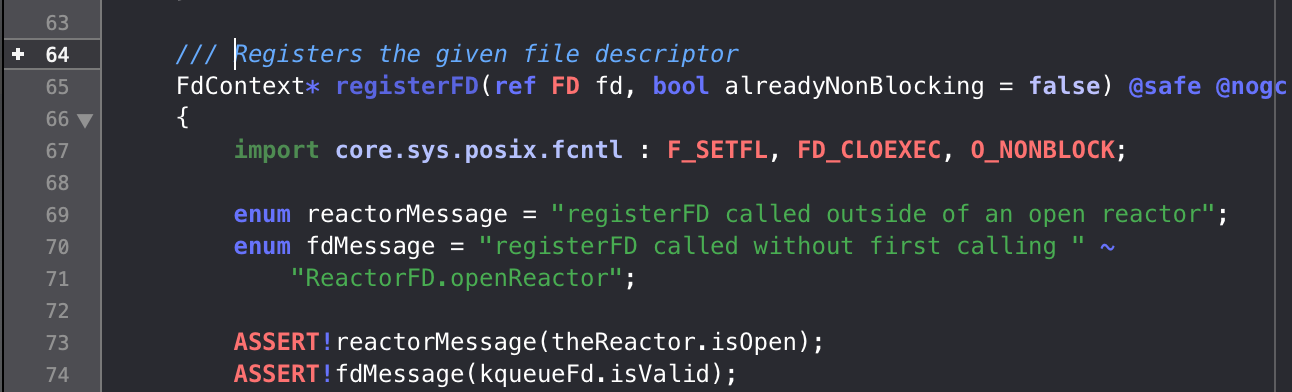 63
+ 64 /// Registers the given file descriptor
65 FdContext* registerFD(ref FD fd, bool alreadyNonBlocking = false) @safe @nogc
66 {
67 import core.sys.posix.fcntl : F_SETFL, FD_CLOEXEC, O_NONBLOCK;
68
69 enum reactorMessage = "registerFD called outside of an open reactor";
70 enum fdMessage = "registerFD called without first calling " ~
71 "ReactorFD.openReactor";
72
73 ASSERT!reactorMessage(theReactor.isOpen);
74 ASSERT!fdMessage(kqueueFd.isValid);